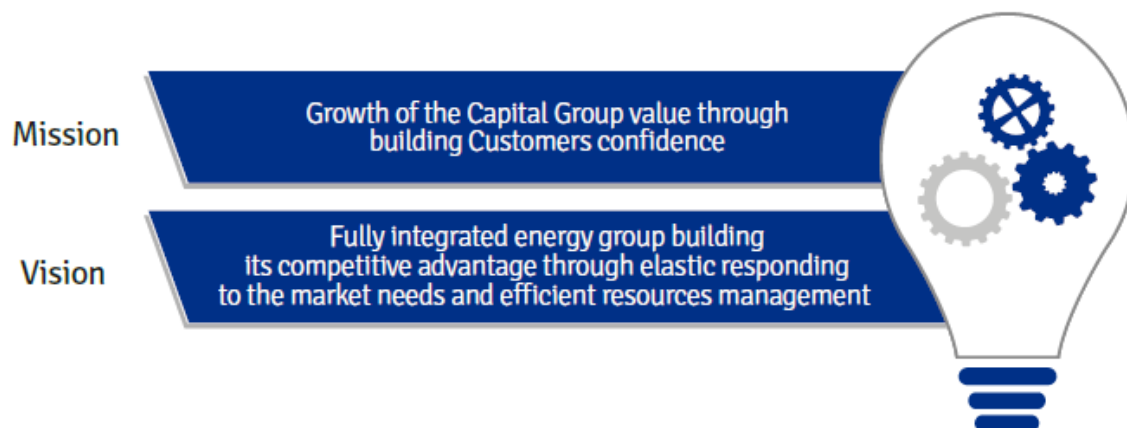 Mission
Growth of the Capital Group value through
building Customers confidence
Vision
Fully integrated energy group building
its competitive advantage through elastic responding
to the market needs and efficient resources management